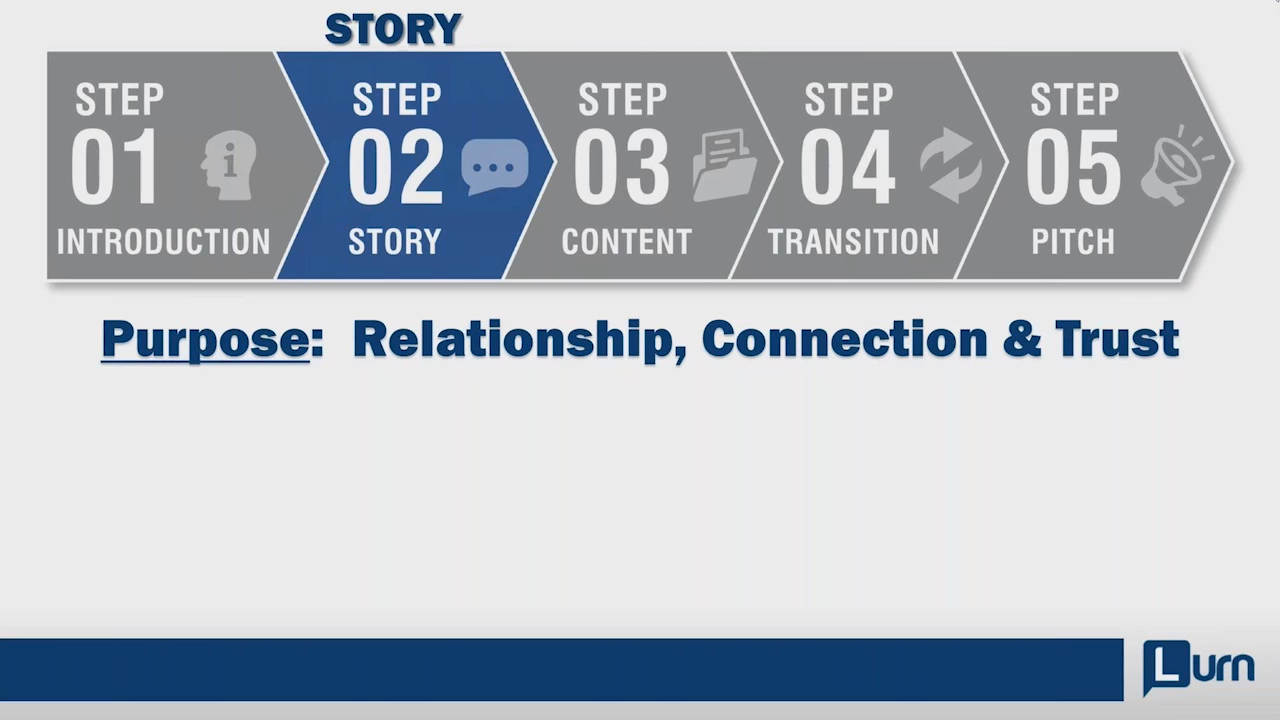 STORY
STEP
01
INTRODUCTION
STEP
02
STORY
STEP
03
CONTENT
STEP
04
TRANSITION
STEP
05
PITCH
Purpose: Relationship, Connection & Trust
Lurn